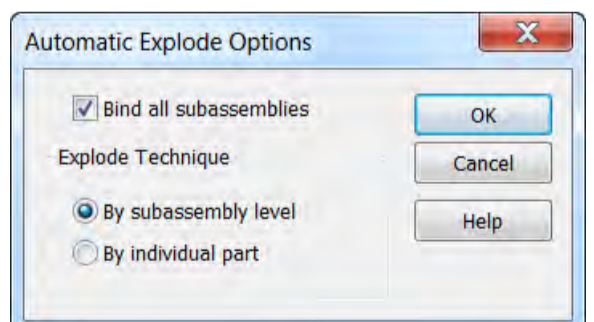 Automatic Explode Options
Bind all subassemblies
OK
Explode Technique
Cancel
By subassembly level
Help
By individual part